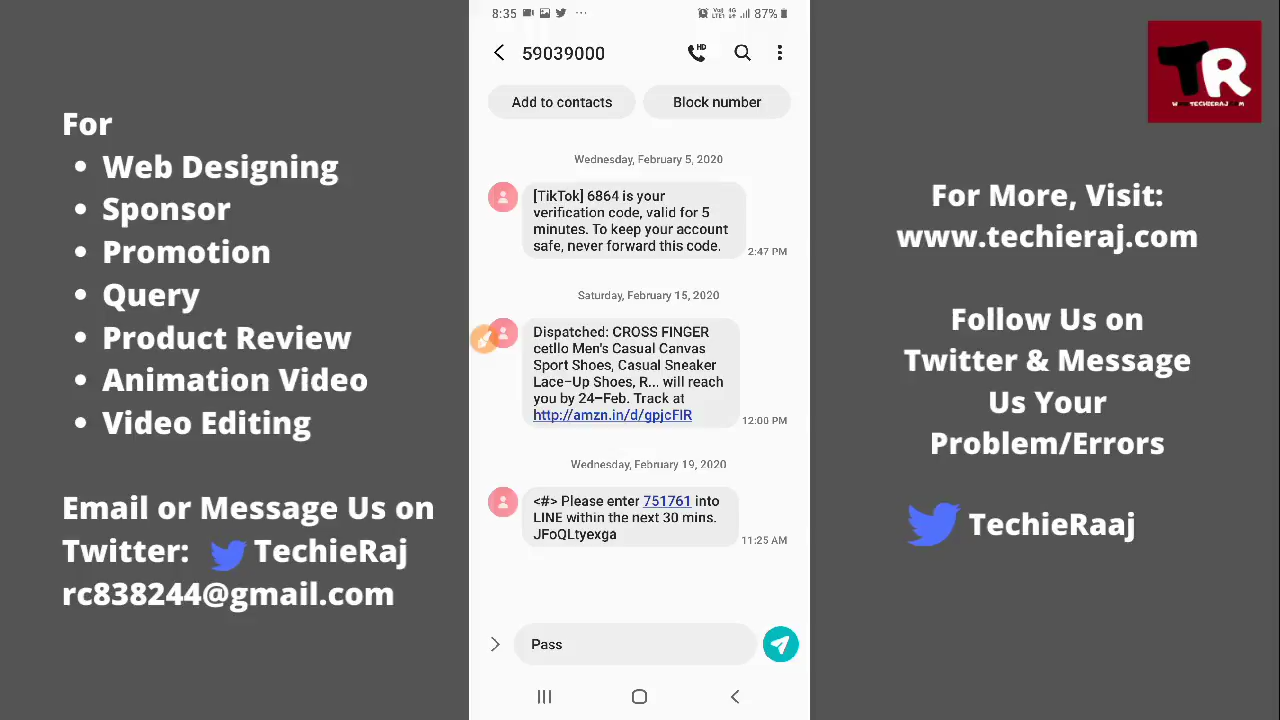 For
• Web Designing
• Sponsor
• Promotion
• Query
• Product Review
• Animation Video
• Video Editing
Email or Message Us on
Twitter: TechieRaj
rc838244@gmail.com
8:35
87%
59039000
HD
Add to contacts
Block number
Wednesday, February 5, 2020
[TikTok] 6864 is your
verification code, valid for 5
minutes. To keep your account
safe, never forward this code.
2:47 PM
Saturday, February 15, 2020
Dispatched: CROSS FINGER
cetllo Men's Casual Canvas
Sport Shoes, Casual Sneaker
Lace-Up Shoes, R... will reach
you by 24-Feb. Track at
http://amzn.in/d/gpjcFIR
12:00 PM
Wednesday, February 19, 2020
<#> Please enter 751761 into
LINE within the next 30 mins.
JFoQLtyexga
11:25 AM
Pass
TR
For More, Visit:
www.techieraj.com
Follow Us on
Twitter & Message
Us Your
Problem/Errors
TechieRaaj